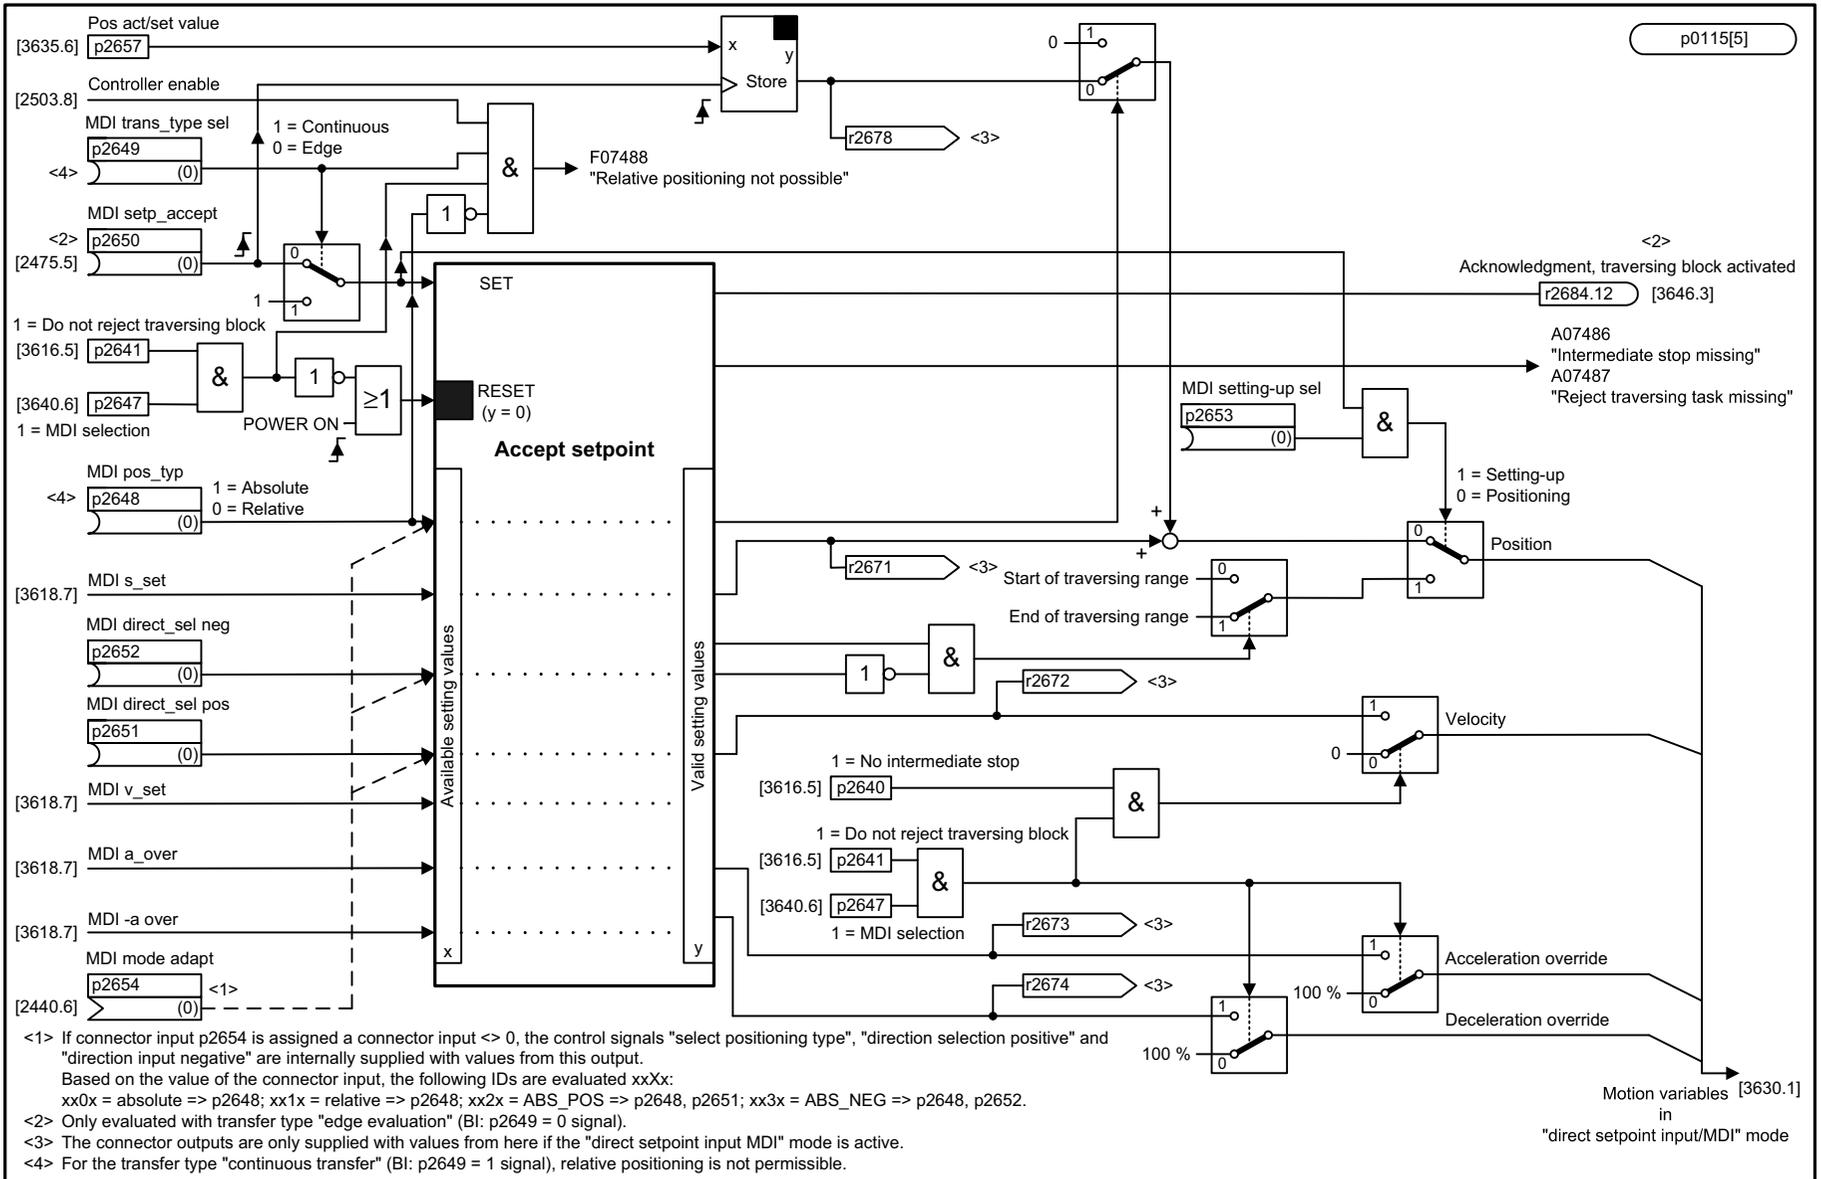 Pos act/set value
[3635.6] p2657
x
y
Store
1
0
0
p0115[5]
Controller enable
[2503.8]
MDI trans_type sel
p2649
<4> (0)
1 = Continuous
0 = Edge
&
1
F07488
"Relative positioning not possible"
r2678 <3>
MDI setp_accept
<2> p2650
[2475.5] (0)
0
1
1
SET
<2>
Acknowledgment, traversing block activated
r2684.12 [3646.3]
1 = Do not reject traversing block
[3616.5] p2641
&
1
≥1
[3640.6] p2647
1 = MDI selection
POWER ON
RESET
(y = 0)
Accept setpoint
A07486
"Intermediate stop missing"
A07487
"Reject traversing task missing"
MDI setting-up sel
p2653
(0)
&
1 = Setting-up
0 = Positioning
MDI pos_typ
<4> p2648
(0)
1 = Absolute
0 = Relative
+
+
0
1
Position
r2671 <3>
Start of traversing range
0
End of traversing range
1
MDI s_set
[3618.7]
MDI direct_sel neg
p2652
(0)
Available setting values
Valid setting values
&
1
r2672 <3>
MDI direct_sel pos
p2651
(0)
1
0
0
Velocity
MDI v_set
[3618.7]
1 = No intermediate stop
[3616.5] p2640
&
1 = Do not reject traversing block
[3616.5] p2641
&
[3640.6] p2647
1 = MDI selection
MDI a_over
[3618.7]
MDI -a over
[3618.7]
x
y
r2673 <3>
1
100 %
0
Acceleration override
MDI mode adapt
p2654 <1>
[2440.6] (0)
r2674 <3>
1
100 %
0
Deceleration override
Motion variables [3630.1]
in
"direct setpoint input/MDI" mode
<1> If connector input p2654 is assigned a connector input <> 0, the control signals "select positioning type", "direction selection positive" and
"direction input negative" are internally supplied with values from this output.
Based on the value of the connector input, the following IDs are evaluated xxXx:
xx0x = absolute => p2648; xx1x = relative => p2648; xx2x = ABS_POS => p2648, p2651; xx3x = ABS_NEG => p2648, p2652.
<2> Only evaluated with transfer type "edge evaluation" (BI: p2649 = 0 signal).
<3> The connector outputs are only supplied with values from here if the "direct setpoint input MDI" mode is active.
<4> For the transfer type "continuous transfer" (BI: p2649 = 1 signal), relative positioning is not permissible.